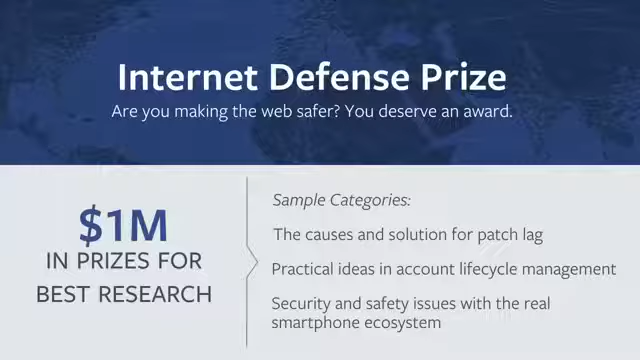 Internet Defense Prize
Are you making the web safer? You deserve an award.
$1M
IN PRIZES FOR
BEST RESEARCH
Sample Categories:
The causes and solution for patch lag
Practical ideas in account lifecycle management
Security and safety issues with the real
smartphone ecosystem